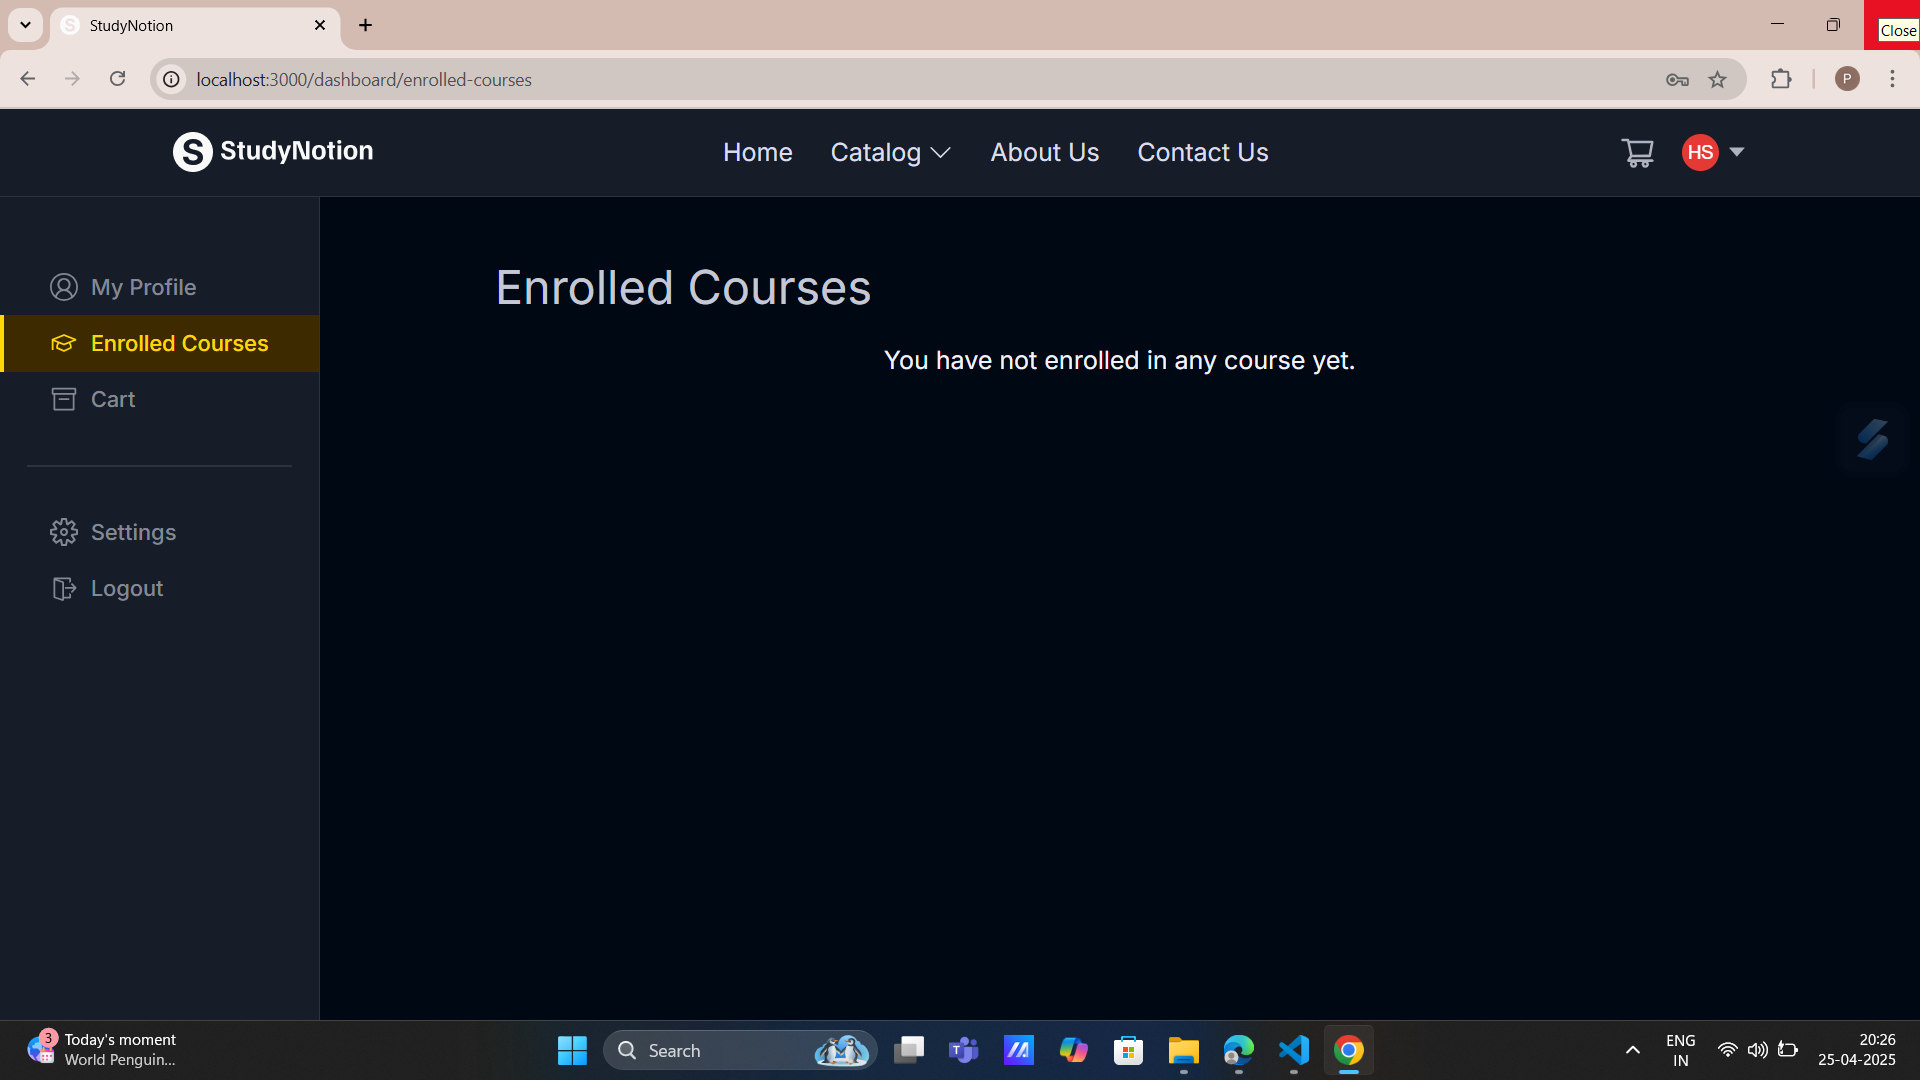 StudyNotion
Close
localhost:3000/dashboard/enrolled-courses
P
S StudyNotion
Home
Catalog
About Us
Contact Us
HS
My Profile
Enrolled Courses
Cart
Settings
Logout
Enrolled Courses
You have not enrolled in any course yet.
3
Today's moment
World Penguin...
Search
ENG
IN
20:26
25-04-2025